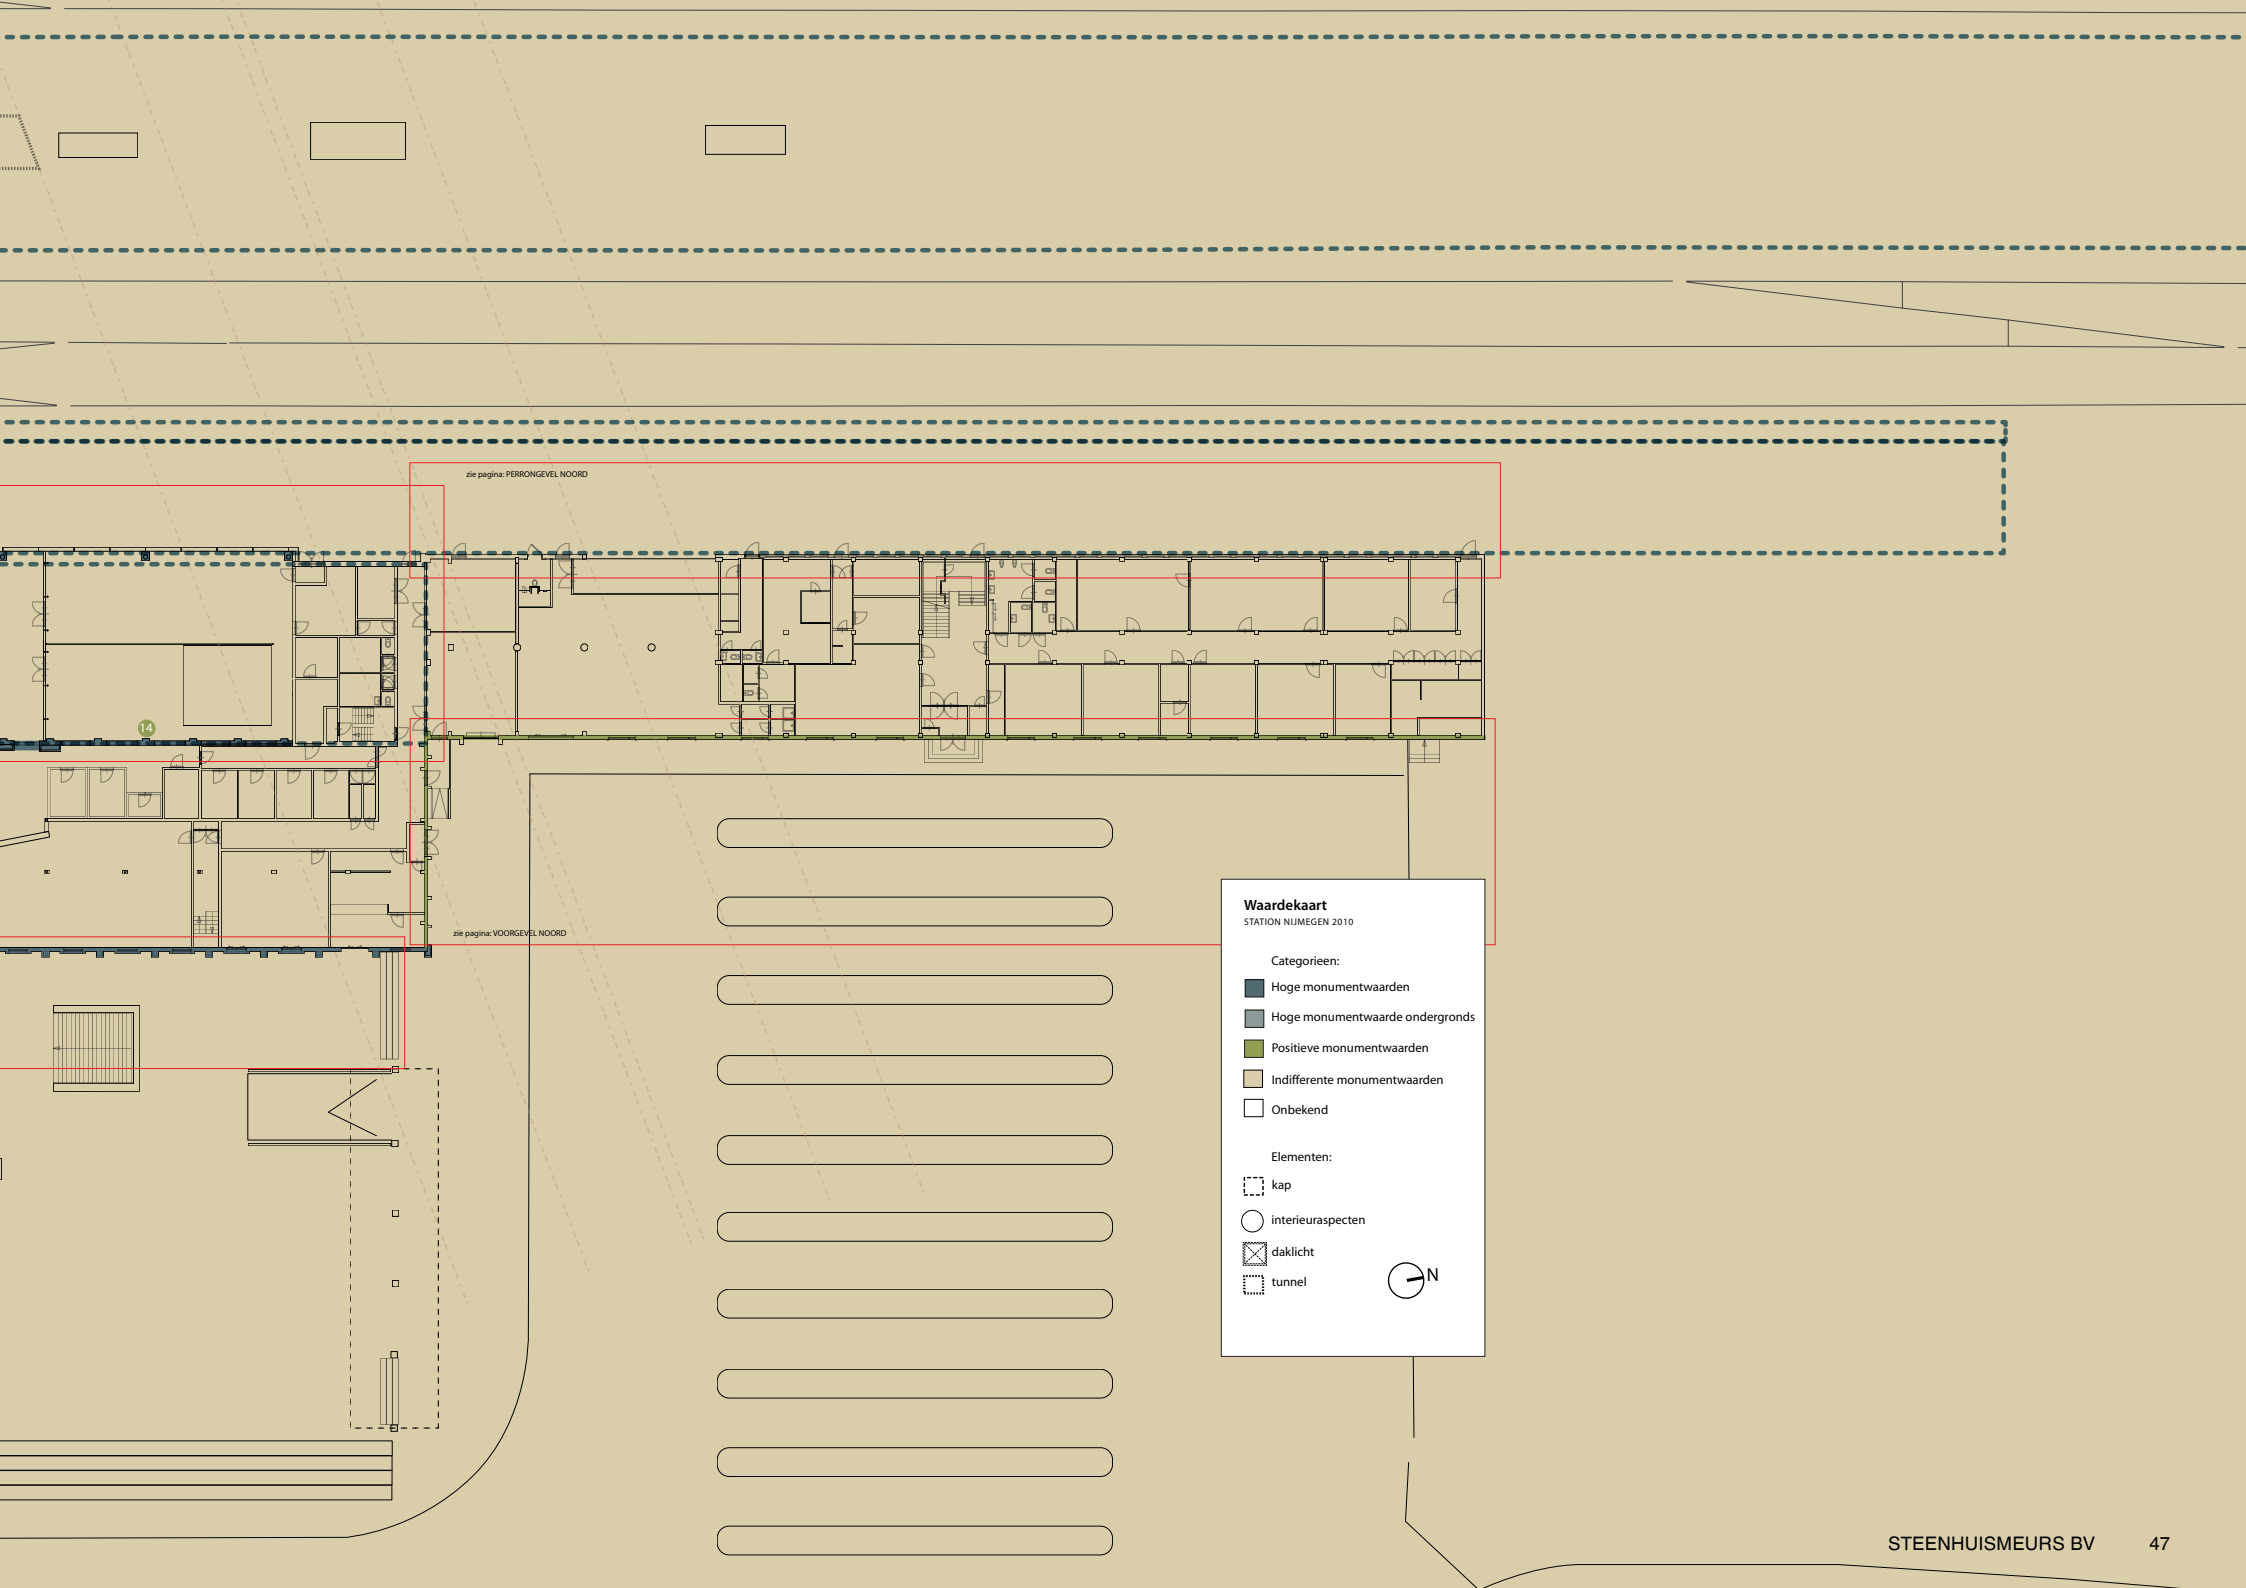 zie pagina: PERRONGEVEL NOORD
14
zie pagina: VOORGEVEL NOORD
Waardekaart
STATION NIJMEGEN 2010
Categorieen:
Hoge monumentwaarden
Hoge monumentwaarde ondergronds
Positieve monumentwaarden
Indifferente monumentwaarden
Onbekend
Elementen:
kap
interieuraspecten
daklicht
tunnel
N
STEENHUISMEURS BV 47